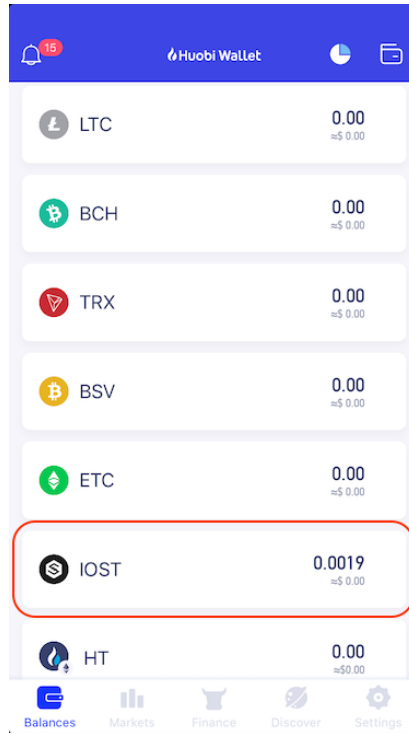 15
Huobi Wallet
LTC 0.00
≈$ 0.00
BCH 0.00
≈$ 0.00
TRX 0.00
≈$ 0.00
BSV 0.00
≈$ 0.00
ETC 0.00
≈$ 0.00
IOST 0.0019
≈$ 0.00
HT 0.00
≈$0.00
Balances Markets Finance Discover Settings